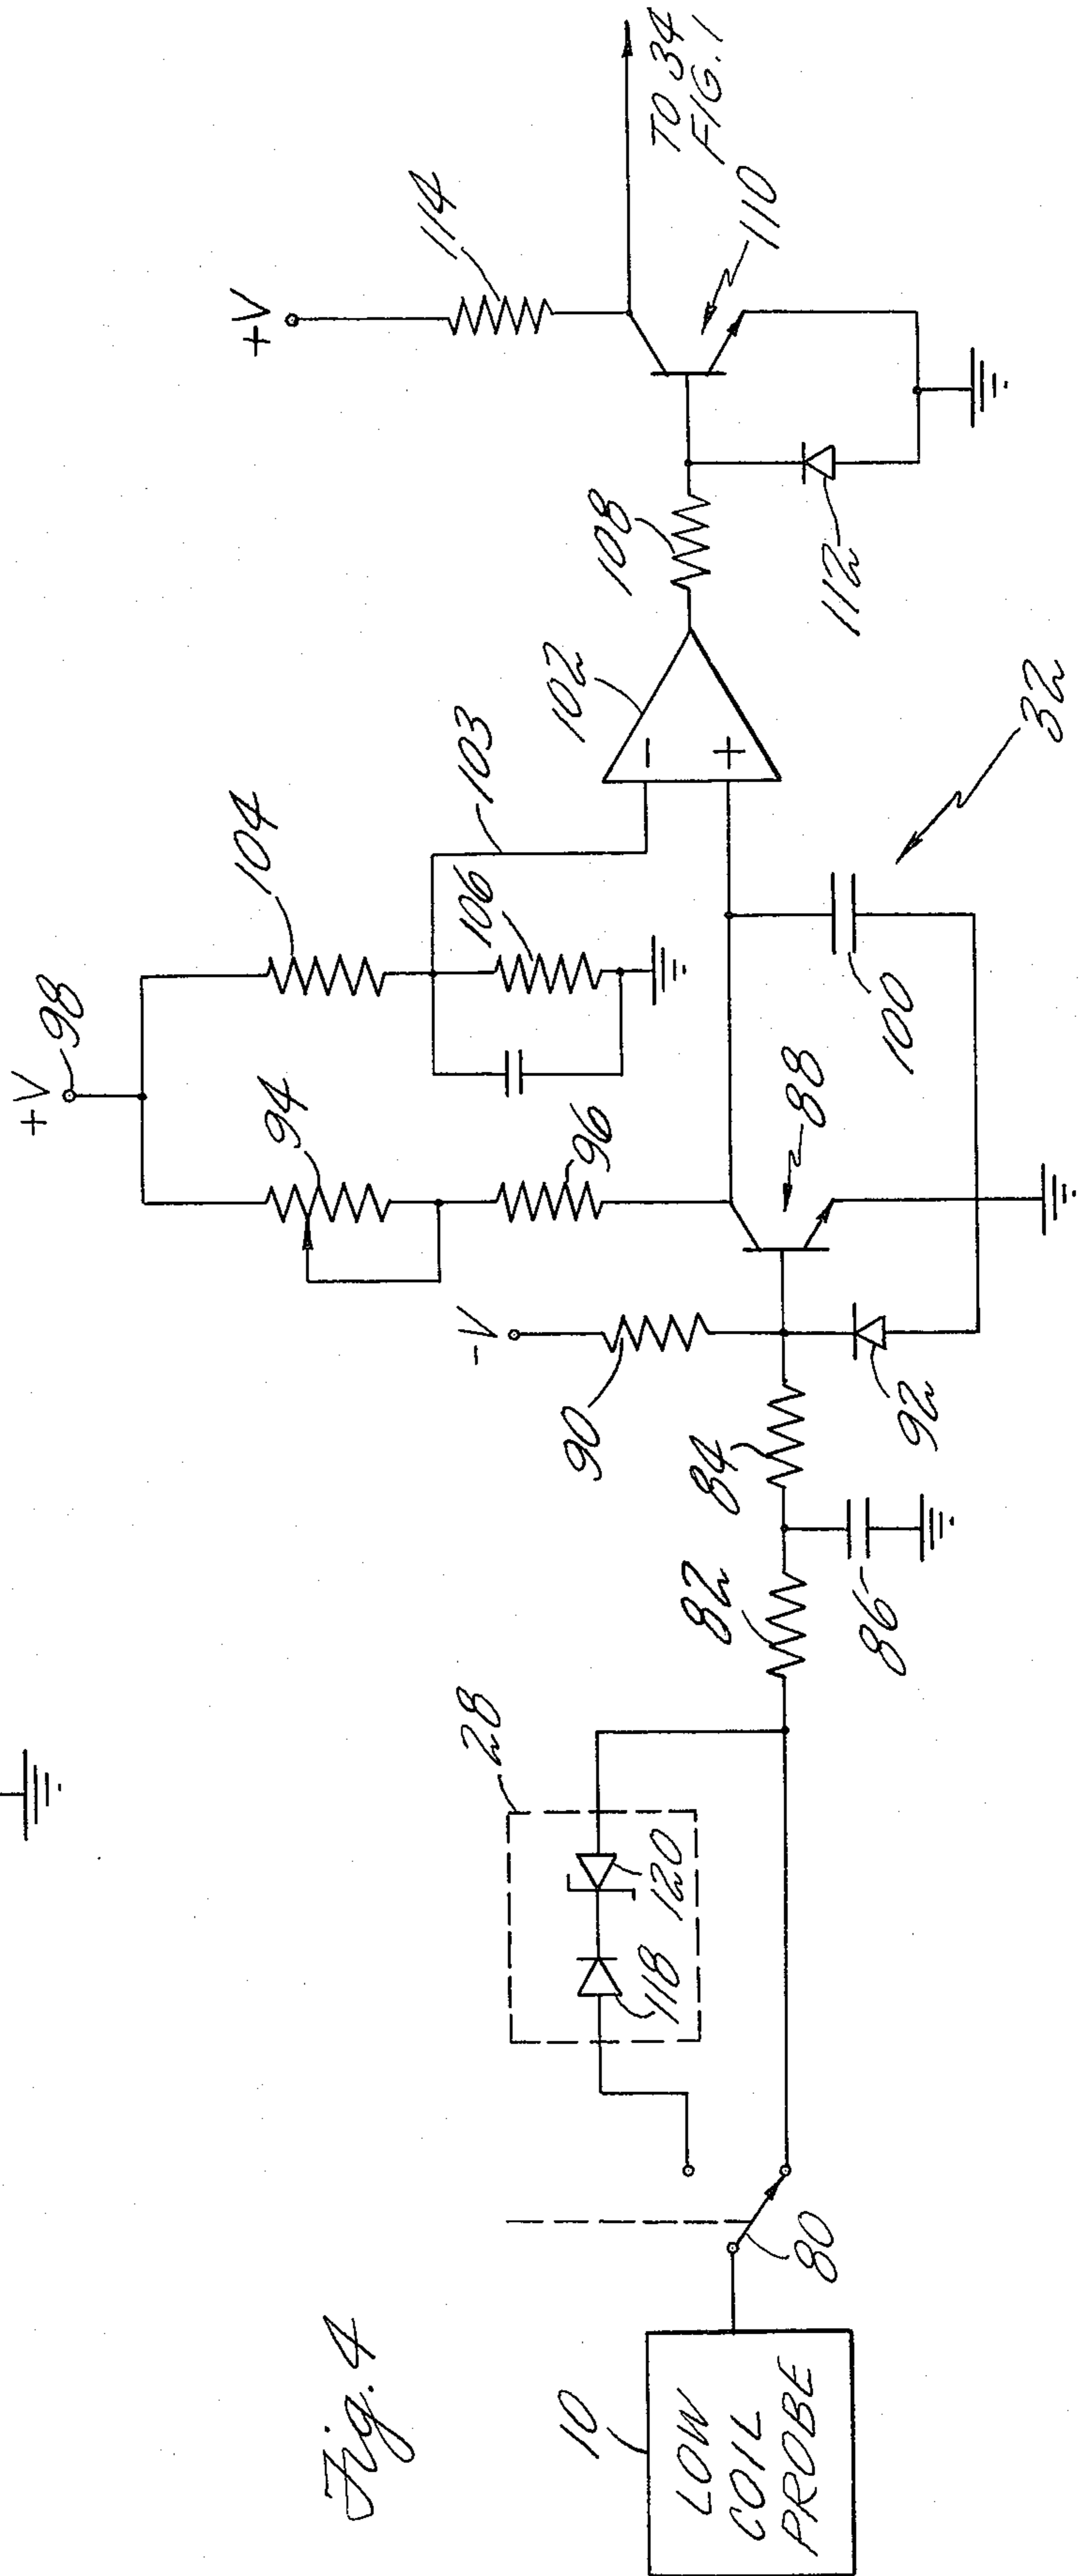 Fig. 4
10
LOW
COIL
PROBE
80
28
118
120
82
84
86
90
-V
92
88
94
96
+V
98
104
106
103
100
102
32
108
112
110
114
+V
TO 34
FIG. 1
-
+